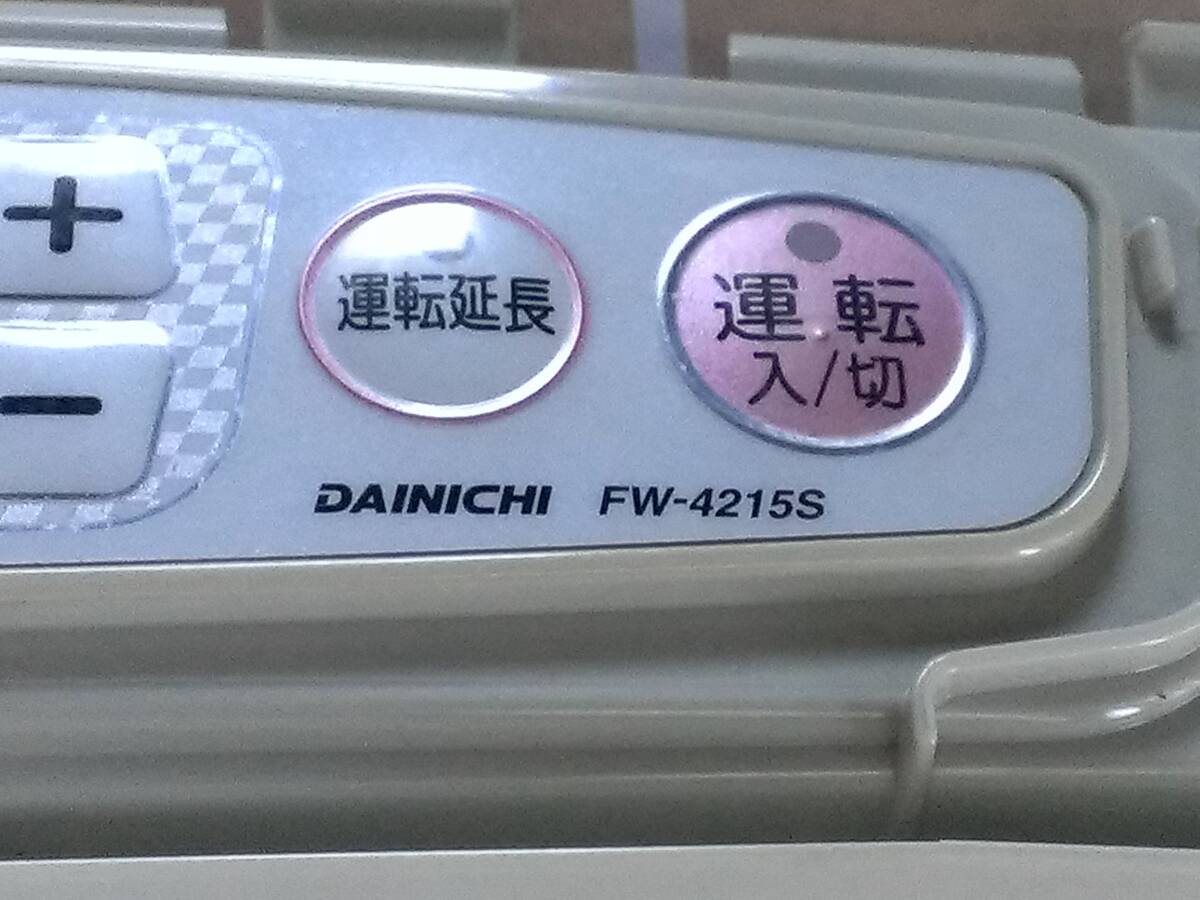 +
−
運転延長
運転
入/切
DAINICHI FW-4215S